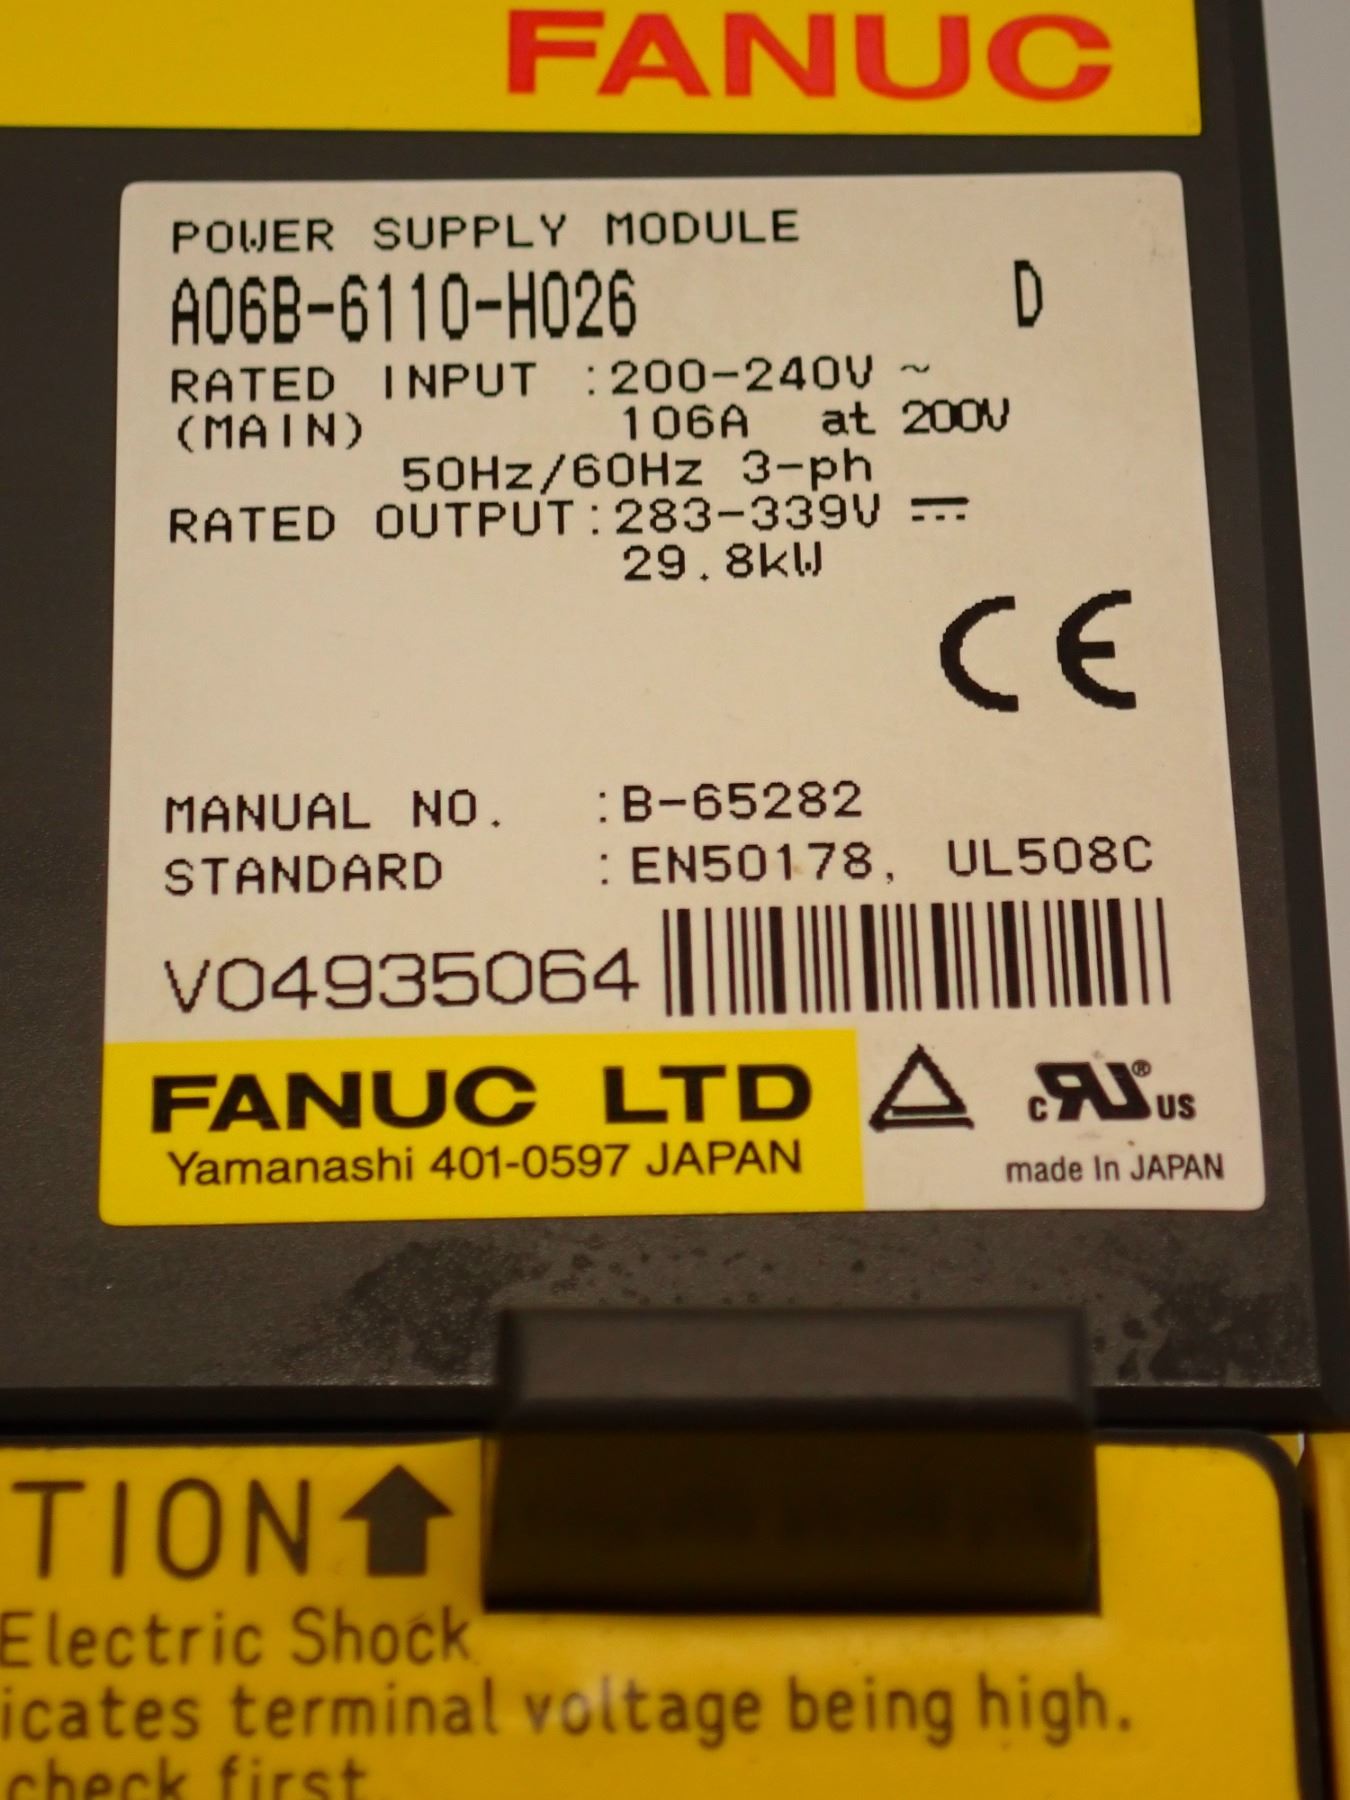 FANUC
POWER SUPPLY MODULE
A06B-6110-H026 D
RATED INPUT :200-240V ~
(MAIN) 106A at 200V
50Hz/60Hz 3-ph
RATED OUTPUT:283-339V ⎓
29.8kW
CE
MANUAL NO. :B-65282
STANDARD :EN50178, UL508C
V04935064
FANUC LTD
Yamanashi 401-0597 JAPAN
c RU ® US
made In JAPAN
TION
Electric Shock
icates terminal voltage being high.
check first.